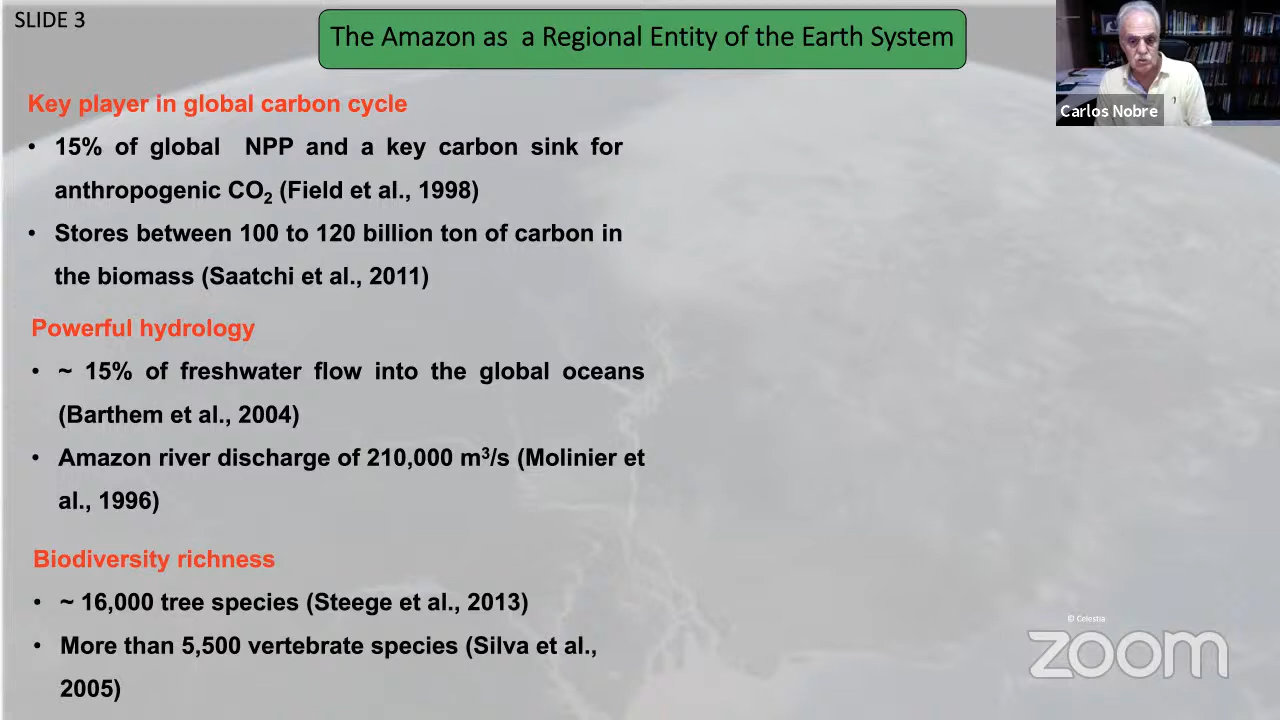 SLIDE 3
The Amazon as a Regional Entity of the Earth System
Carlos Nobre
Key player in global carbon cycle
• 15% of global NPP and a key carbon sink for
anthropogenic CO₂ (Field et al., 1998)
• Stores between 100 to 120 billion ton of carbon in
the biomass (Saatchi et al., 2011)
Powerful hydrology
• ~ 15% of freshwater flow into the global oceans
(Barthem et al., 2004)
• Amazon river discharge of 210,000 m³/s (Molinier et
al., 1996)
Biodiversity richness
• ~ 16,000 tree species (Steege et al., 2013)
• More than 5,500 vertebrate species (Silva et al.,
2005)
© Celestia
zoom